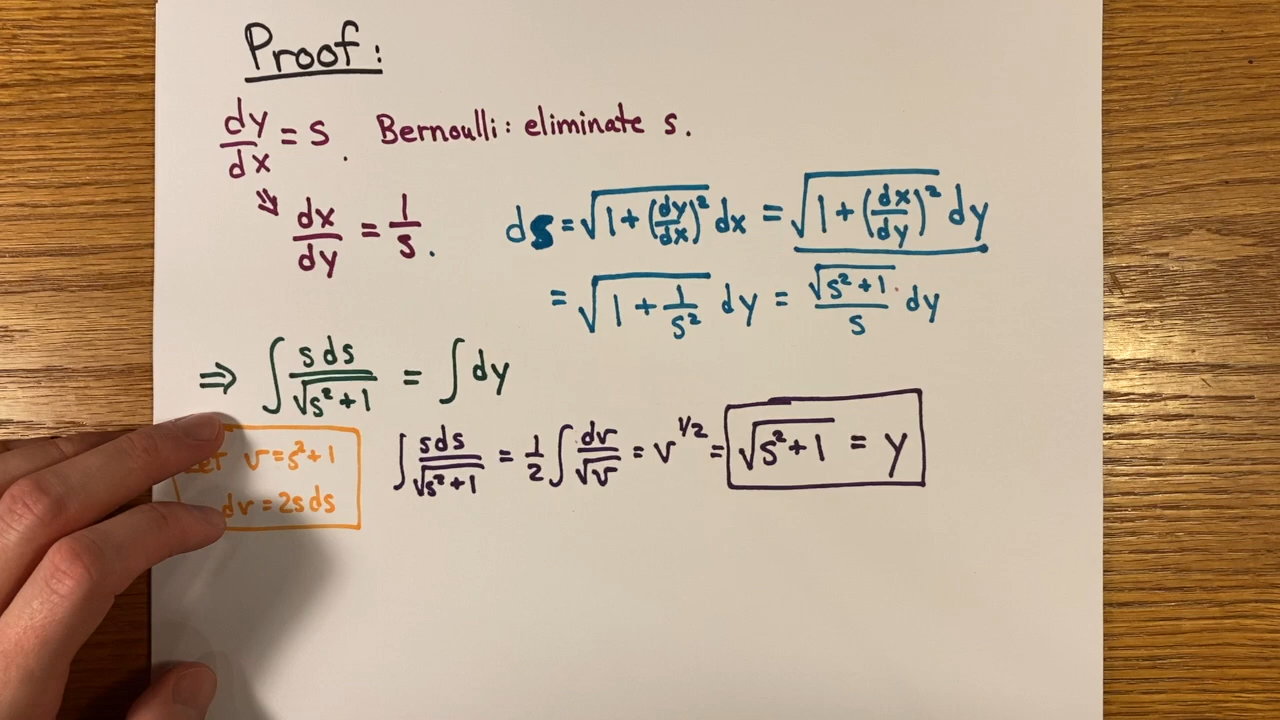 Proof:
dy/dx = s. Bernoulli: eliminate s.
⇒ dx/dy = 1/s.
ds = √(1 + (dy/dx)²) dx = √(1 + (dx/dy)²) dy
= √(1 + 1/s²) dy = √(s² + 1)/s dy
⇒ ∫ s ds/√(s² + 1) = ∫ dy
v = s² + 1
dv = 2s ds
∫ s ds/√(s² + 1) = 1/2 ∫ dv/√v = v^1/2 = √(s² + 1) = y